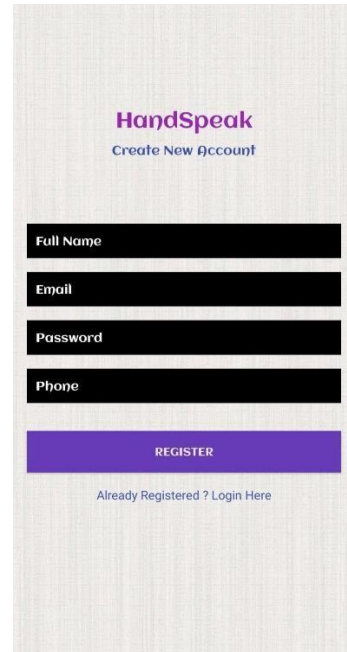 HandSpeak
Create New Account
Full Name
Email
Password
Phone
REGISTER
Already Registered ? Login Here